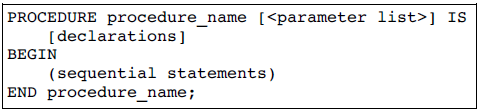 PROCEDURE procedure_name [<parameter list>] IS
    [declarations]
BEGIN
    (sequential statements)
END procedure_name;